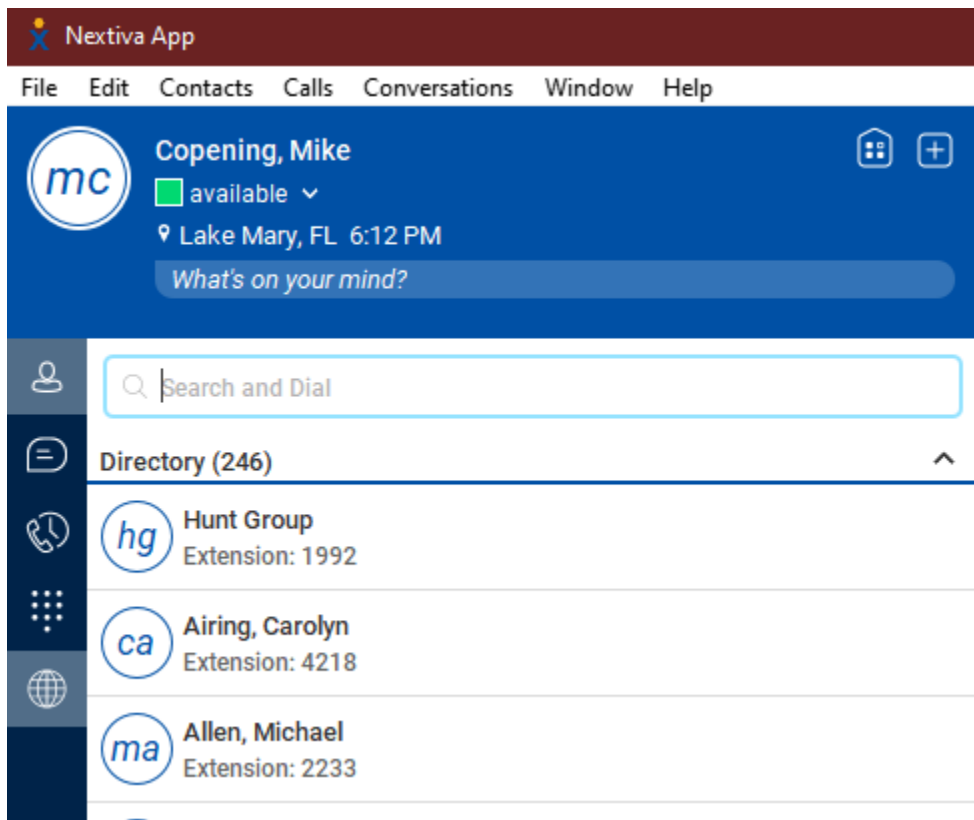 Nextiva App
File Edit Contacts Calls Conversations Window Help
mc
Copening, Mike
available
Lake Mary, FL 6:12 PM
What's on your mind?
Search and Dial
Directory (246)
hg
Hunt Group
Extension: 1992
ca
Airing, Carolyn
Extension: 4218
ma
Allen, Michael
Extension: 2233